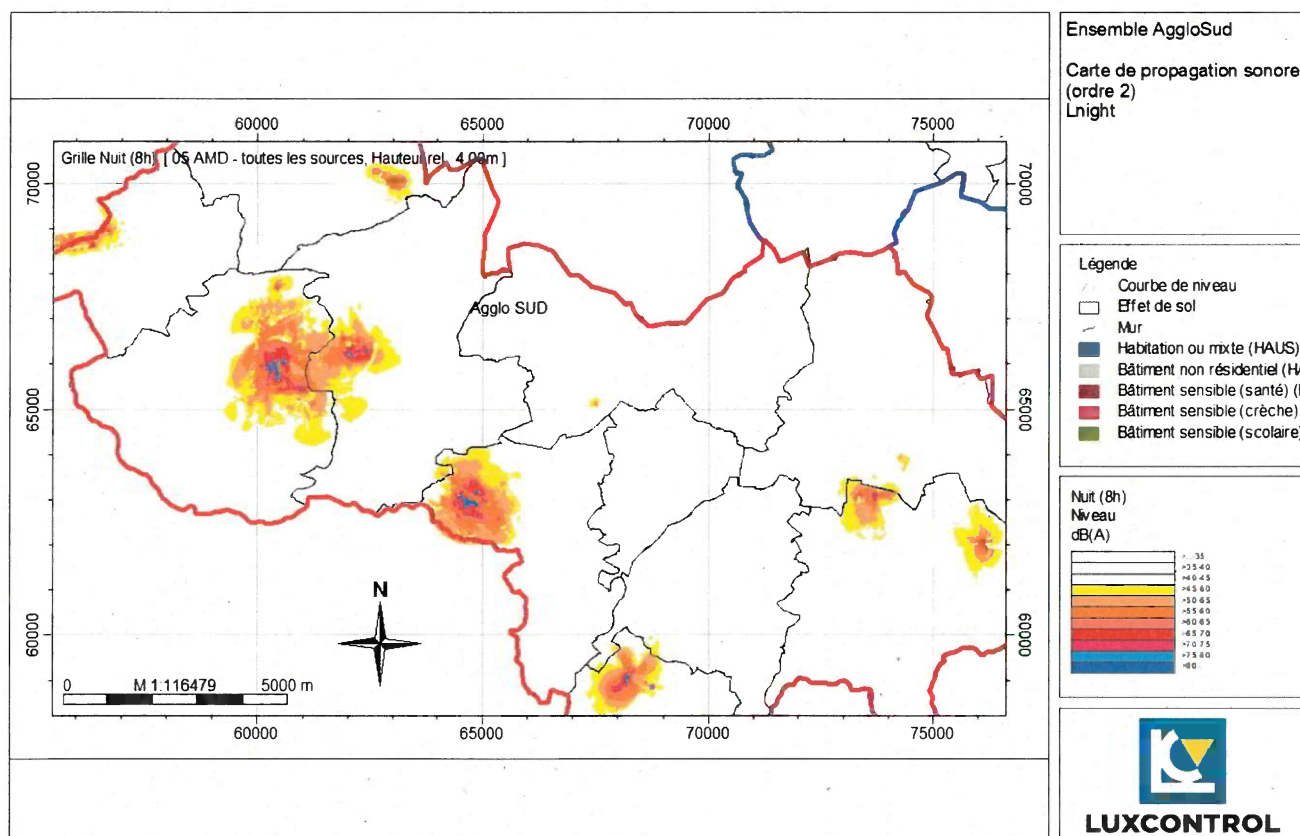 Ensemble AggloSud
Carte de propagation sonore
(ordre 2)
Lnight
60000
65000
70000
75000
Grille Nuit (8h) [ 05 AMD - toutes les sources, Hauteur rel. 4.00m ]
70000
70000
Agglo SUD
65000
65000
60000
60000
N
0
M 1:116479
5000 m
60000
65000
70000
75000
Légende
Courbe de niveau
Effet de sol
Mur
Habitation ou mixte (HAUS)
Bâtiment non résidentiel (HA
Bâtiment sensible (santé) (
Bâtiment sensible (crèche)
Bâtiment sensible (scolaire)
Nuit (8h)
Niveau
dB(A)
LUXCONTROL